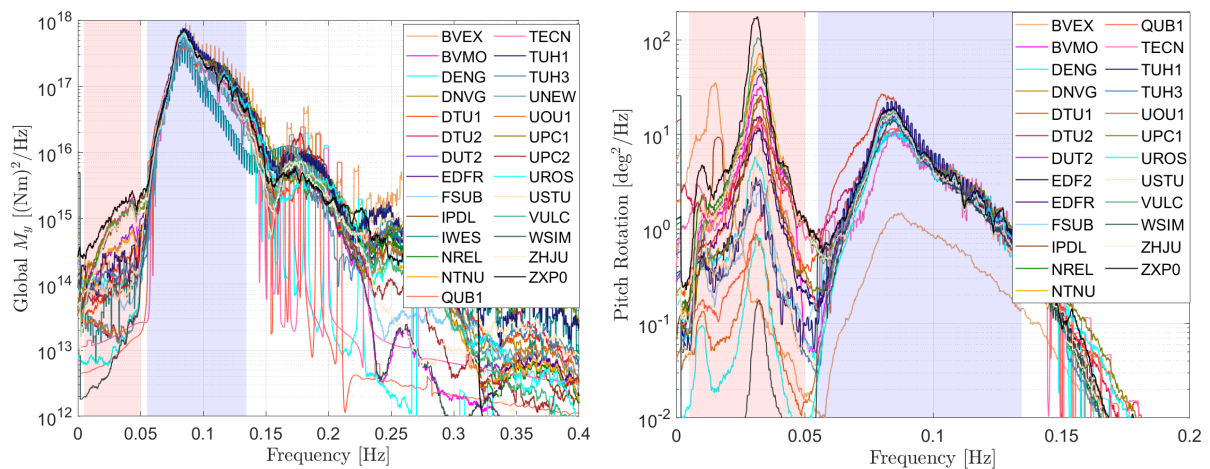 10^18
10^17
10^16
10^15
10^14
10^13
10^12
Global M_y [(Nm)^2/Hz]
0 0.05 0.1 0.15 0.2 0.25 0.3 0.35 0.4
Frequency [Hz]
BVEX TECN
BVMO TUH1
DENG TUH3
DNVG UNEW
DTU1 UOU1
DTU2 UPC1
DUT2 UPC2
EDFR UROS
FSUB USTU
IPDL VULC
IWES WSIM
NREL ZHJU
NTNU ZXP0
QUB1
10^2
10^1
10^0
10^-1
10^-2
Pitch Rotation [deg^2/Hz]
0 0.05 0.1 0.15 0.2
Frequency [Hz]
BVEX QUB1
BVMO TECN
DENG TUH1
DNVG TUH3
DTU1 UOU1
DTU2 UPC1
DUT2 UROS
EDF2 USTU
EDFR VULC
FSUB WSIM
IPDL ZHJU
NREL ZXP0
NTNU